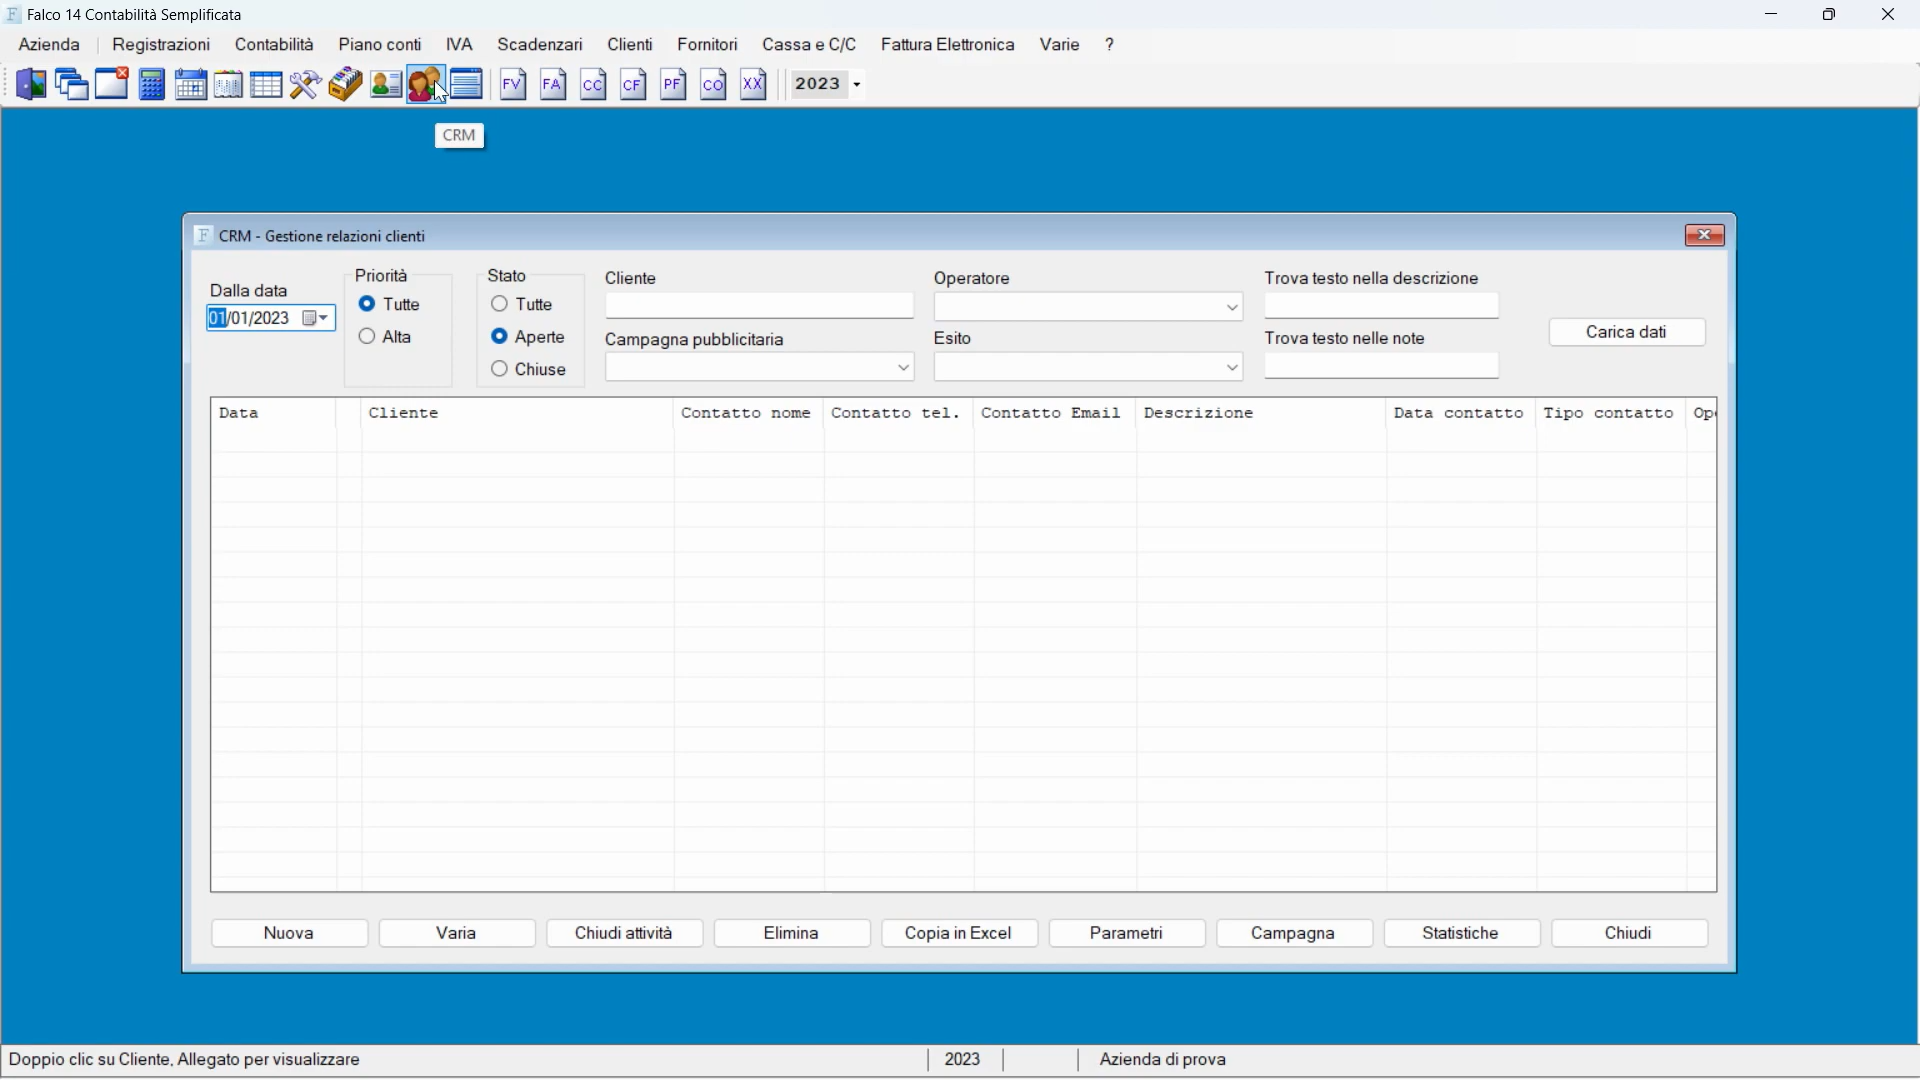 Falco 14 Contabilità Semplificata
Azienda Registrazioni Contabilità Piano conti IVA Scadenzari Clienti Fornitori Cassa e C/C Fattura Elettronica Varie ?
FV FA CC CF PF CO XX 2023
CRM
CRM - Gestione relazioni clienti
Dalla data
01/01/2023
Priorità
Tutte
Alta
Stato
Tutte
Aperte
Chiuse
Cliente
Campagna pubblicitaria
Operatore
Esito
Trova testo nella descrizione
Trova testo nelle note
Carica dati
Data Cliente Contatto nome Contatto tel. Contatto Email Descrizione Data contatto Tipo contatto Op
Nuova Varia Chiudi attività Elimina Copia in Excel Parametri Campagna Statistiche Chiudi
Doppio clic su Cliente, Allegato per visualizzare 2023 Azienda di prova